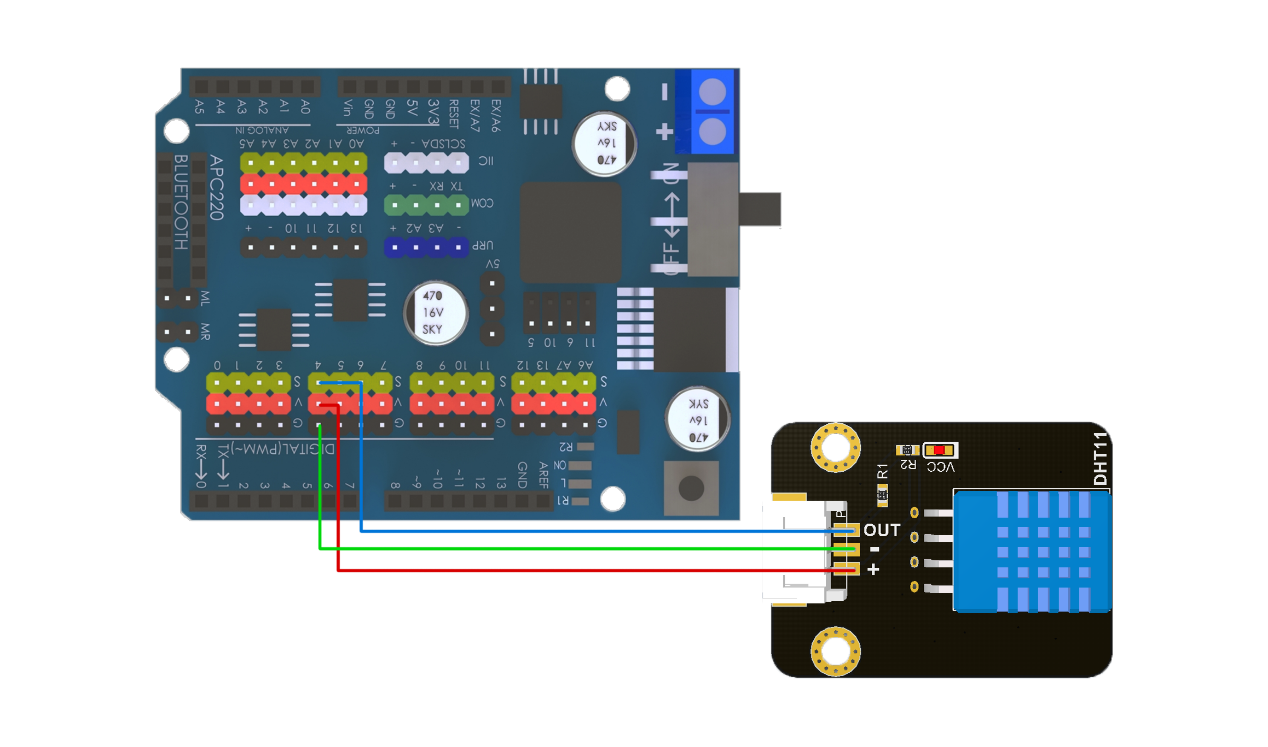 A5 A4 A3 A2 A1 A0
Vin GND GND 5V 3V3 RESET EX/A7 EX/A6
ANALOG IN
POWER
SKY
16v
470
-
+
A5 A4 A3 A2 A1 A0
+ - SCLSDA
IIC
BLUETOOTH
APC220
+ - RX TX
COM
+ - 10 11 12 13
+ A2 A3 -
URP
OFF ON
5V
470
16V
SKY
ML
MR
5 10 6 11
0 1 2 3
4 5 6 7
8 9 10 11
12 13 A7 A6
S S S S
V V V V
G G G G
SYK
16v
470
DIGITAL(PWM~)
RX 0
TX 1
2 3 4 5 6 7
8 ~9 ~10 ~11 12 13 GND AREF
R2
ON
L
R1
DHT11
R2
VCC
R1
OUT
-
+